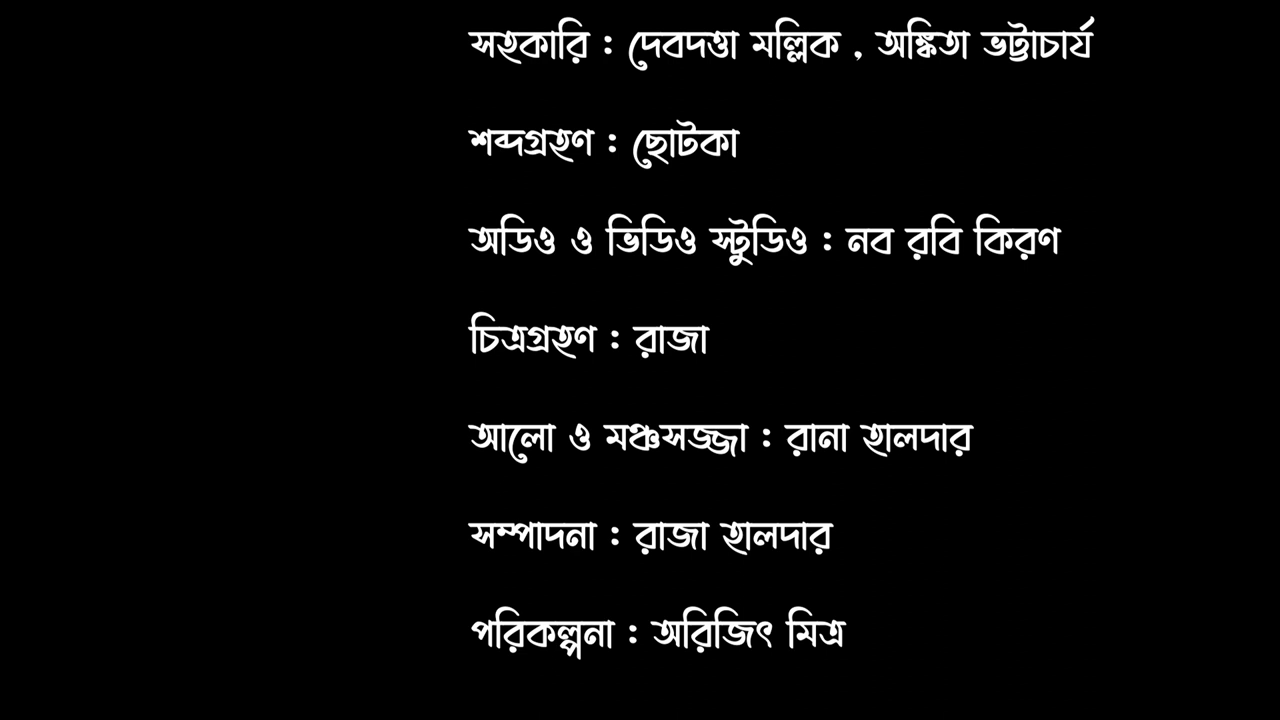 সহকারি : দেবদত্তা মল্লিক , অঙ্কিতা ভট্টাচার্য
শব্দগ্রহণ : ছোটকা
অডিও ও ভিডিও স্টুডিও : নব রবি কিরণ
চিত্রগ্রহণ : রাজা
আলো ও মঞ্চসজ্জা : রানা হালদার
সম্পাদনা : রাজা হালদার
পরিকল্পনা : অরিজিৎ মিত্র